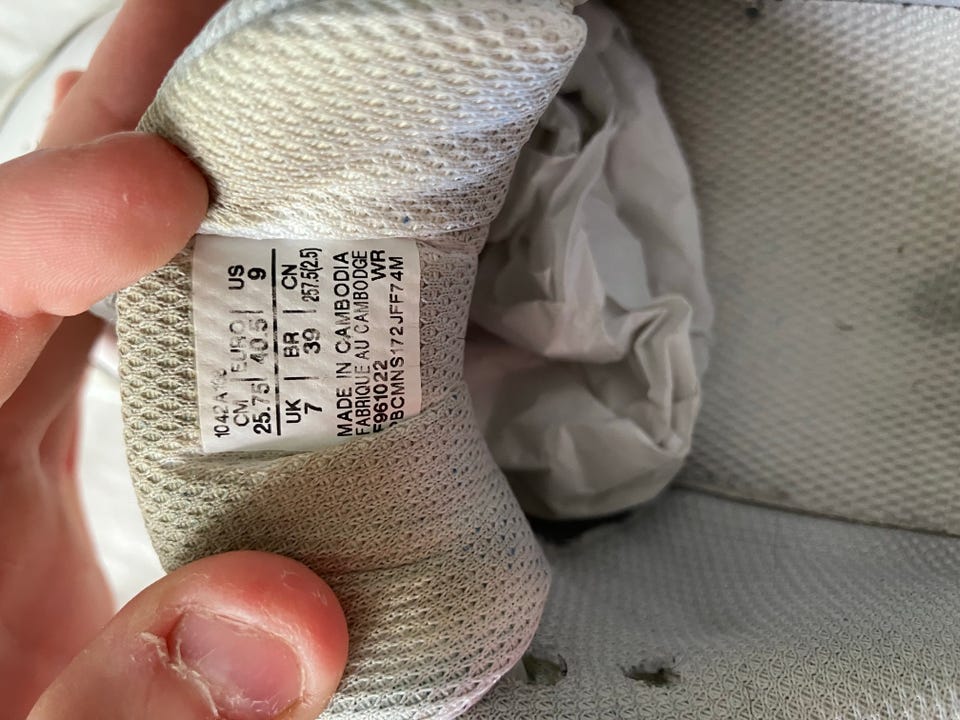 CM | EURO | US
25.75 | 40.5 | 9
UK | BR | CN
7 | 39 | 257.5(2.5)
MADE IN CAMBODIA
FABRIQUE AU CAMBODGE
F961022 WR
BCMNS172JFF74M